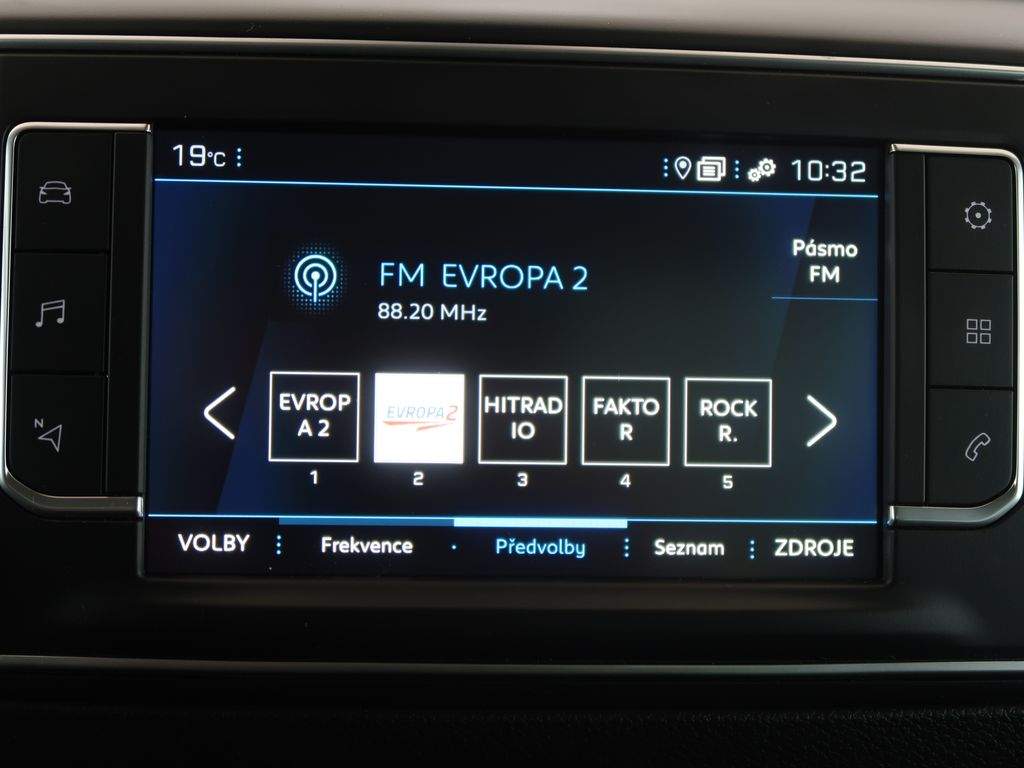 19°C 10:32
Pásmo
FM
FM EVROPA 2
88.20 MHz
EVROP
A 2
EVROPA 2
HITRAD
IO
FAKTO
R
ROCK
R.
1 2 3 4 5
VOLBY Frekvence Předvolby Seznam ZDROJE
N